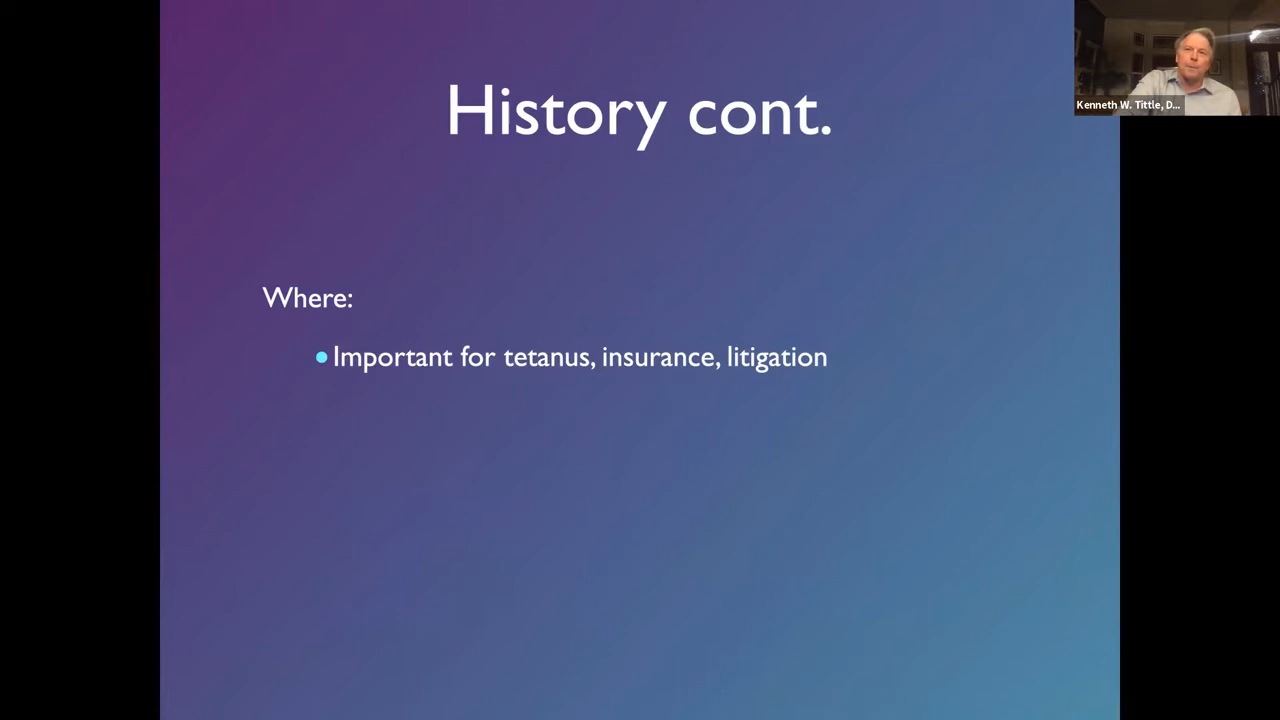 History cont.
Kenneth W. Tittle, D...
Where:
•Important for tetanus, insurance, litigation